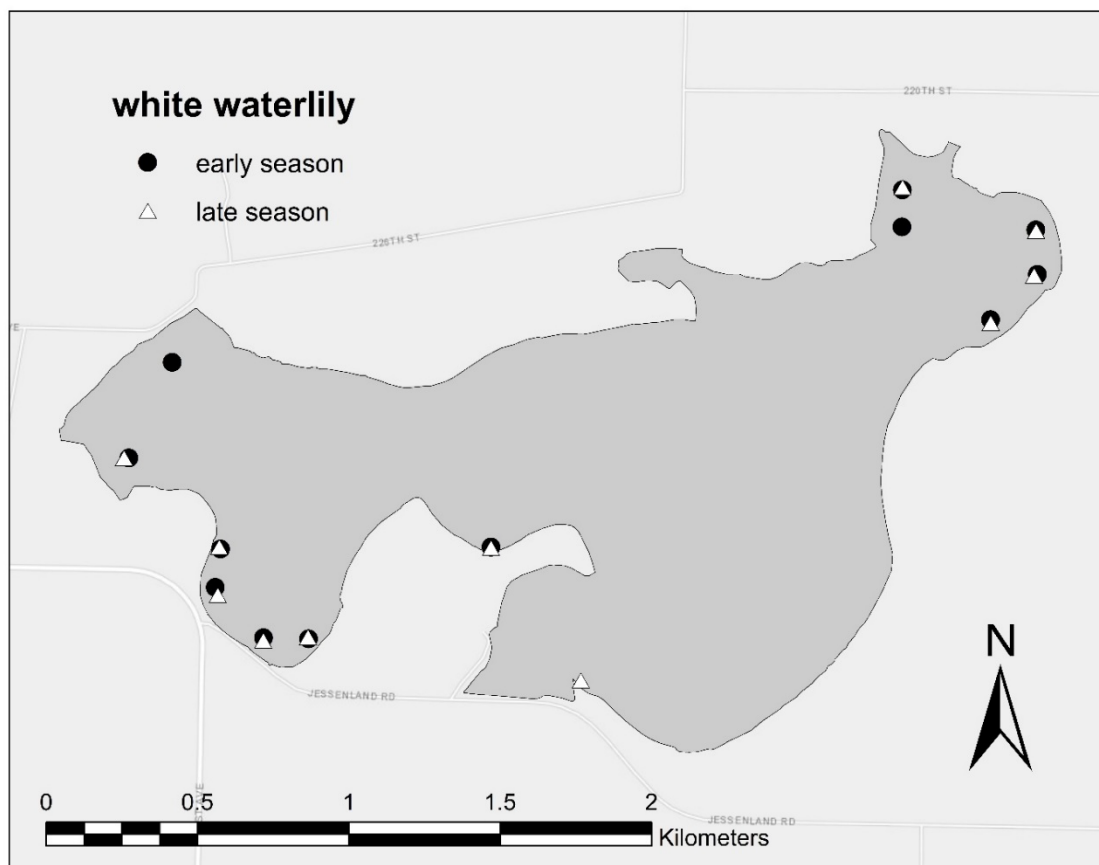 220TH ST
white waterlily
early season
late season
226TH ST
N
JESSENLAND RD
0 0.5 1 1.5 2
Kilometers
JESSENLAND RD